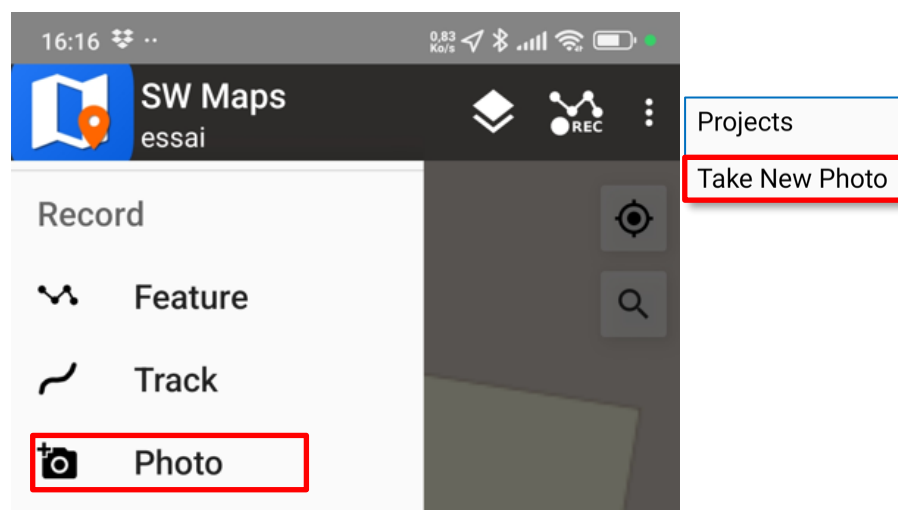 16:16
0,83
Ko/s
SW Maps
essai
REC
Projects
Take New Photo
Record
Feature
Track
Photo